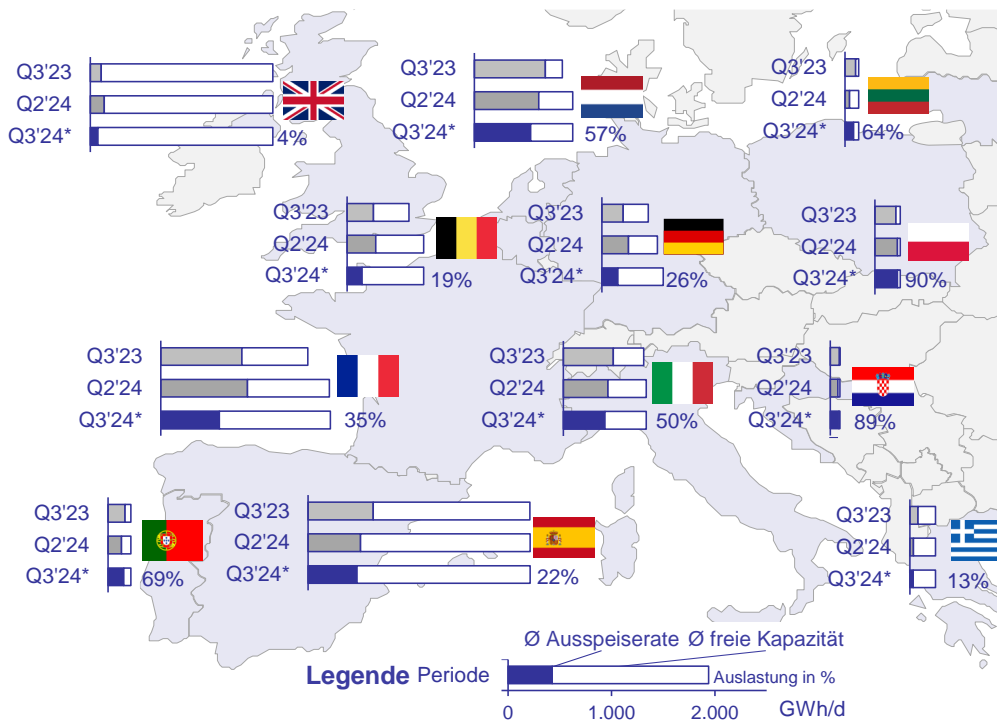 Q3'23
Q2'24
Q3'24*
4%
Q3'23
Q2'24
Q3'24*
57%
Q3'23
Q2'24
Q3'24*
64%
Q3'23
Q2'24
Q3'24*
19%
Q3'23
Q2'24
Q3'24*
26%
Q3'23
Q2'24
Q3'24*
90%
Q3'23
Q2'24
Q3'24*
35%
Q3'23
Q2'24
Q3'24*
50%
Q3'23
Q2'24
Q3'24*
89%
Q3'23
Q2'24
Q3'24*
69%
Q3'23
Q2'24
Q3'24*
22%
Q3'23
Q2'24
Q3'24*
13%
Ø Ausspeiserate Ø freie Kapazität
Legende Periode
Auslastung in %
0 1.000 2.000 GWh/d